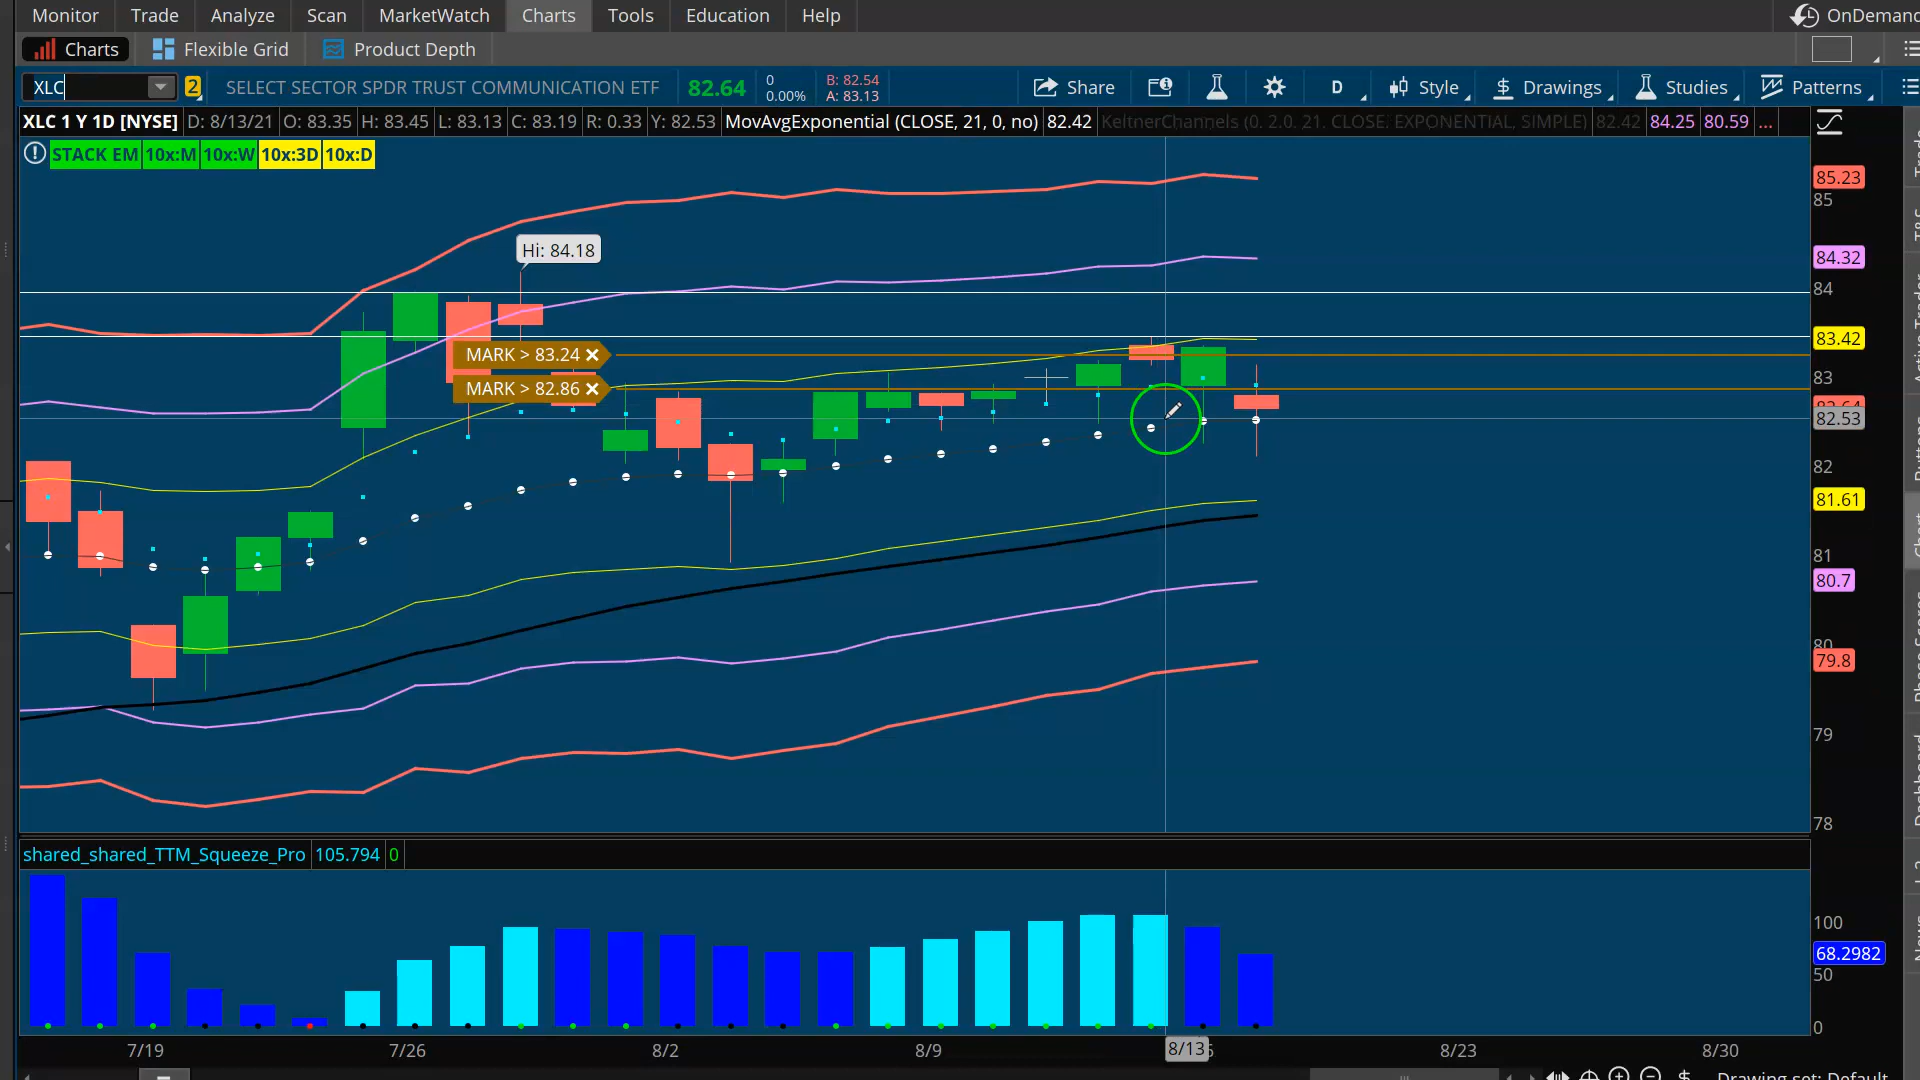 Monitor Trade Analyze Scan MarketWatch Charts Tools Education Help OnDemand
Charts Flexible Grid Product Depth
XLC 2 SELECT SECTOR SPDR TRUST COMMUNICATION ETF 82.64 0 0.00% B: 82.54 A: 83.13 Share D Style Drawings Studies Patterns
XLC 1 Y 1D [NYSE] D: 8/13/21 O: 83.35 H: 83.45 L: 83.13 C: 83.19 R: 0.33 Y: 82.53 MovAvgExponential (CLOSE, 21, 0, no) 82.42 KeltnerChannels (0, 2.0, 21, CLOSE, EXPONENTIAL, SIMPLE) 82.42 84.25 80.59 ...
STACK EM 10x:M 10x:W 10x:3D 10x:D
85.23
85
Hi: 84.18
84.32
84
83.42
MARK > 83.24
83
MARK > 82.86
82.53
82
81.61
81
80.7
80
79.8
79
78
shared_shared_TTM_Squeeze_Pro 105.794 0
100
68.2982
50
0
7/19 7/26 8/2 8/9 8/13 8/23 8/30
Drawing set: Default